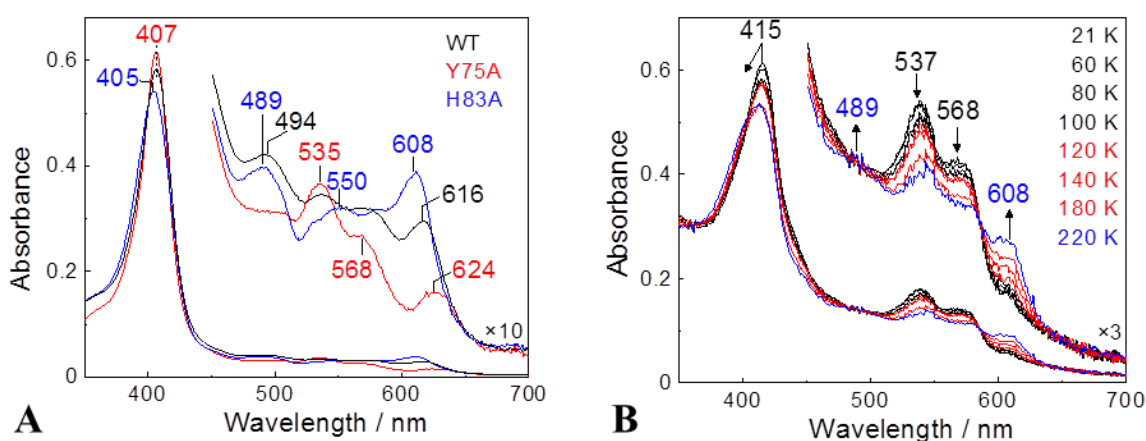 407
WT
Y75A
H83A
0.6
405
489
494
608
535
550
616
568
624
0.4
0.2
0
×10
400
500
600
700
Wavelength / nm
Absorbance
A
415
21 K
60 K
80 K
100 K
120 K
140 K
180 K
220 K
537
489
568
608
0.6
0.4
0.2
0
×3
400
500
600
700
Wavelength / nm
Absorbance
B